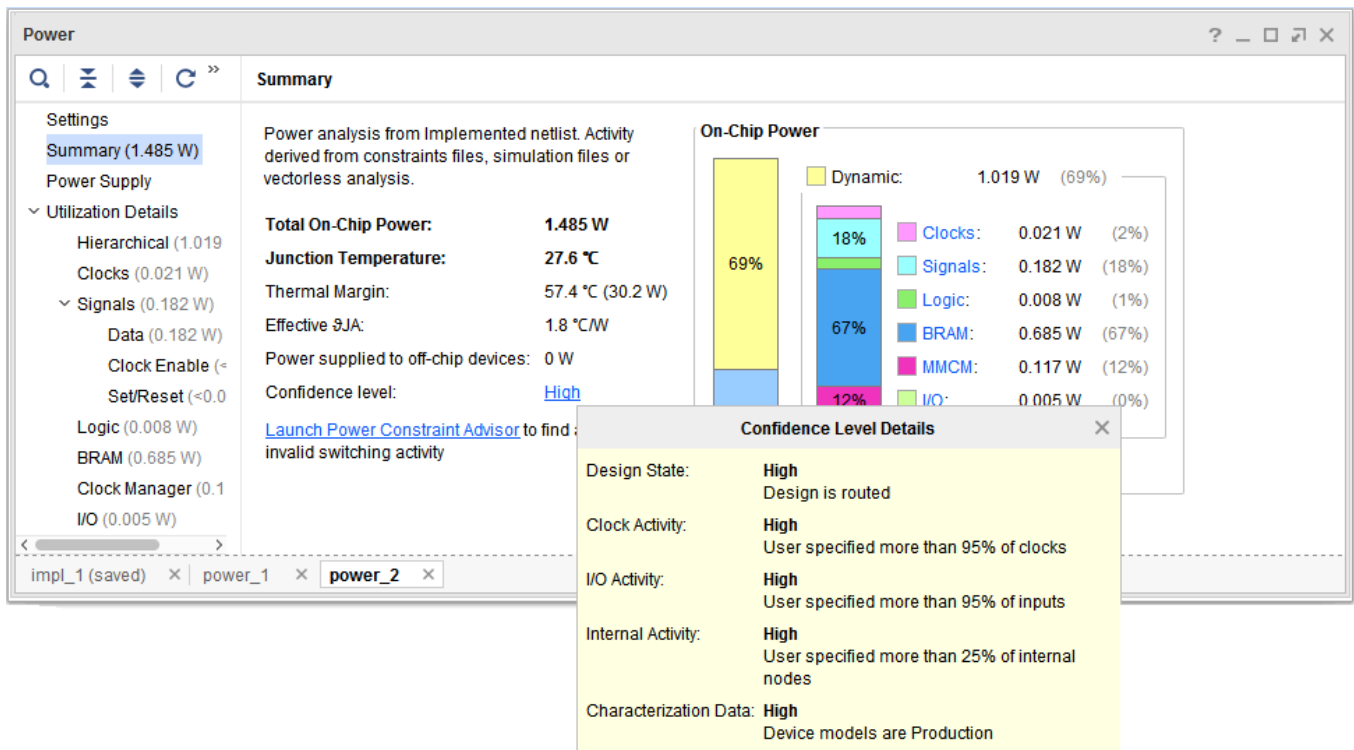 Power
Summary
Settings
Summary (1.485 W)
Power Supply
Utilization Details
Hierarchical (1.019
Clocks (0.021 W)
Signals (0.182 W)
Data (0.182 W)
Clock Enable (<
Set/Reset (<0.0
Logic (0.008 W)
BRAM (0.685 W)
Clock Manager (0.1
I/O (0.005 W)
Power analysis from Implemented netlist. Activity
derived from constraints files, simulation files or
vectorless analysis.
Total On-Chip Power: 1.485 W
Junction Temperature: 27.6 °C
Thermal Margin: 57.4 °C (30.2 W)
Effective ϑJA: 1.8 °C/W
Power supplied to off-chip devices: 0 W
Confidence level: High
Launch Power Constraint Advisor to find
invalid switching activity
On-Chip Power
69%
Dynamic: 1.019 W (69%)
18%
67%
12%
Clocks: 0.021 W (2%)
Signals: 0.182 W (18%)
Logic: 0.008 W (1%)
BRAM: 0.685 W (67%)
MMCM: 0.117 W (12%)
I/O: 0.005 W (0%)
Confidence Level Details
Design State: High
Design is routed
Clock Activity: High
User specified more than 95% of clocks
I/O Activity: High
User specified more than 95% of inputs
Internal Activity: High
User specified more than 25% of internal
nodes
Characterization Data: High
Device models are Production
impl_1 (saved)
power_1
power_2